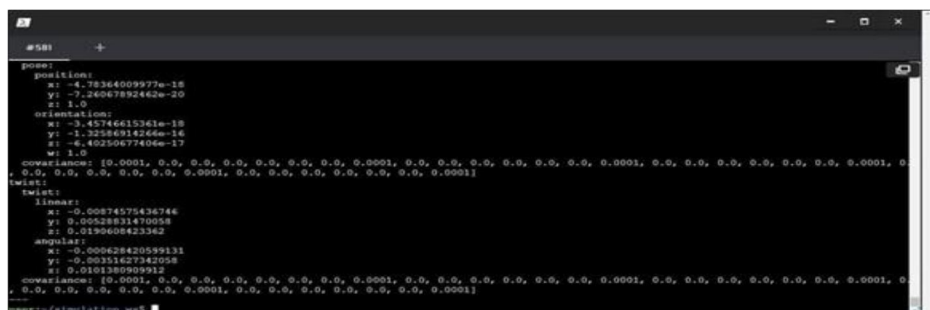 #581 +
pose:
position:
x: -4.78364009977e-18
y: -7.26067892462e-20
z: 1.0
orientation:
x: -3.45746615361e-18
y: -1.32586914266e-16
z: -6.40250677406e-17
w: 1.0
covariance: [0.0001, 0.0, 0.0, 0.0, 0.0, 0.0, 0.0, 0.0001, 0.0, 0.0, 0.0, 0.0, 0.0, 0.0, 0.0001, 0.0, 0.0, 0.0, 0.0, 0.0, 0.0, 0.0001, 0.
, 0.0, 0.0, 0.0, 0.0, 0.0, 0.0001, 0.0, 0.0, 0.0, 0.0, 0.0, 0.0, 0.0001]
twist:
twist:
linear:
x: -0.00874575436746
y: 0.00528831470058
z: 0.0190608423362
angular:
x: -0.000628420599131
y: -0.00351627342058
z: 0.0101380909912
covariance: [0.0001, 0.0, 0.0, 0.0, 0.0, 0.0, 0.0, 0.0001, 0.0, 0.0, 0.0, 0.0, 0.0, 0.0, 0.0001, 0.0, 0.0, 0.0, 0.0, 0.0, 0.0, 0.0001, 0.
, 0.0, 0.0, 0.0, 0.0, 0.0, 0.0001, 0.0, 0.0, 0.0, 0.0, 0.0, 0.0, 0.0001]
---